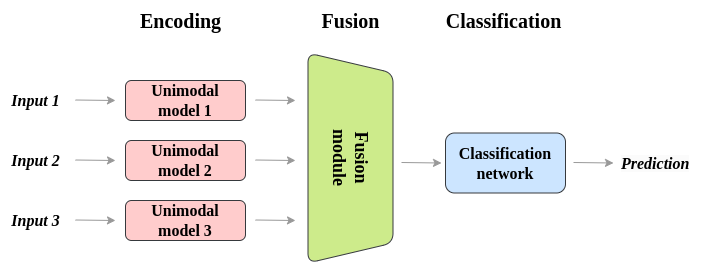 Encoding
Fusion
Classification
Input 1
Unimodal
model 1
Input 2
Unimodal
model 2
Input 3
Unimodal
model 3
Fusion
module
Classification
network
Prediction